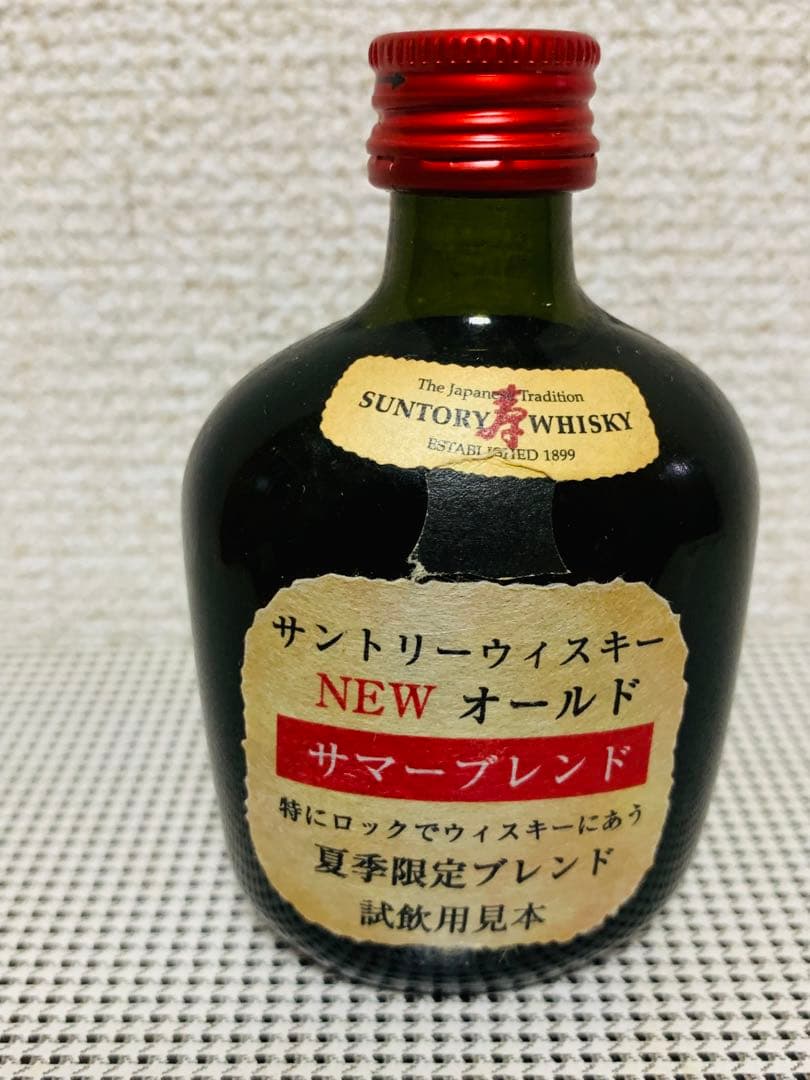 The Japanese Tradition
SUNTORY 寿 WHISKY
ESTABLISHED 1899
サントリーウィスキー
NEW オールド
サマーブレンド
特にロックでウィスキーにあう
夏季限定ブレンド
試飲用見本